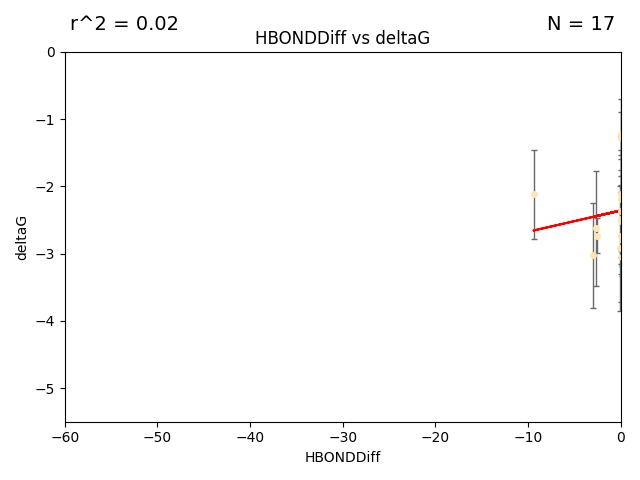 r^2 = 0.02
N = 17
HBONDDiff vs deltaG
deltaG
0
−1
−2
−3
−4
−5
−60
−50
−40
−30
−20
−10
0
HBONDDiff